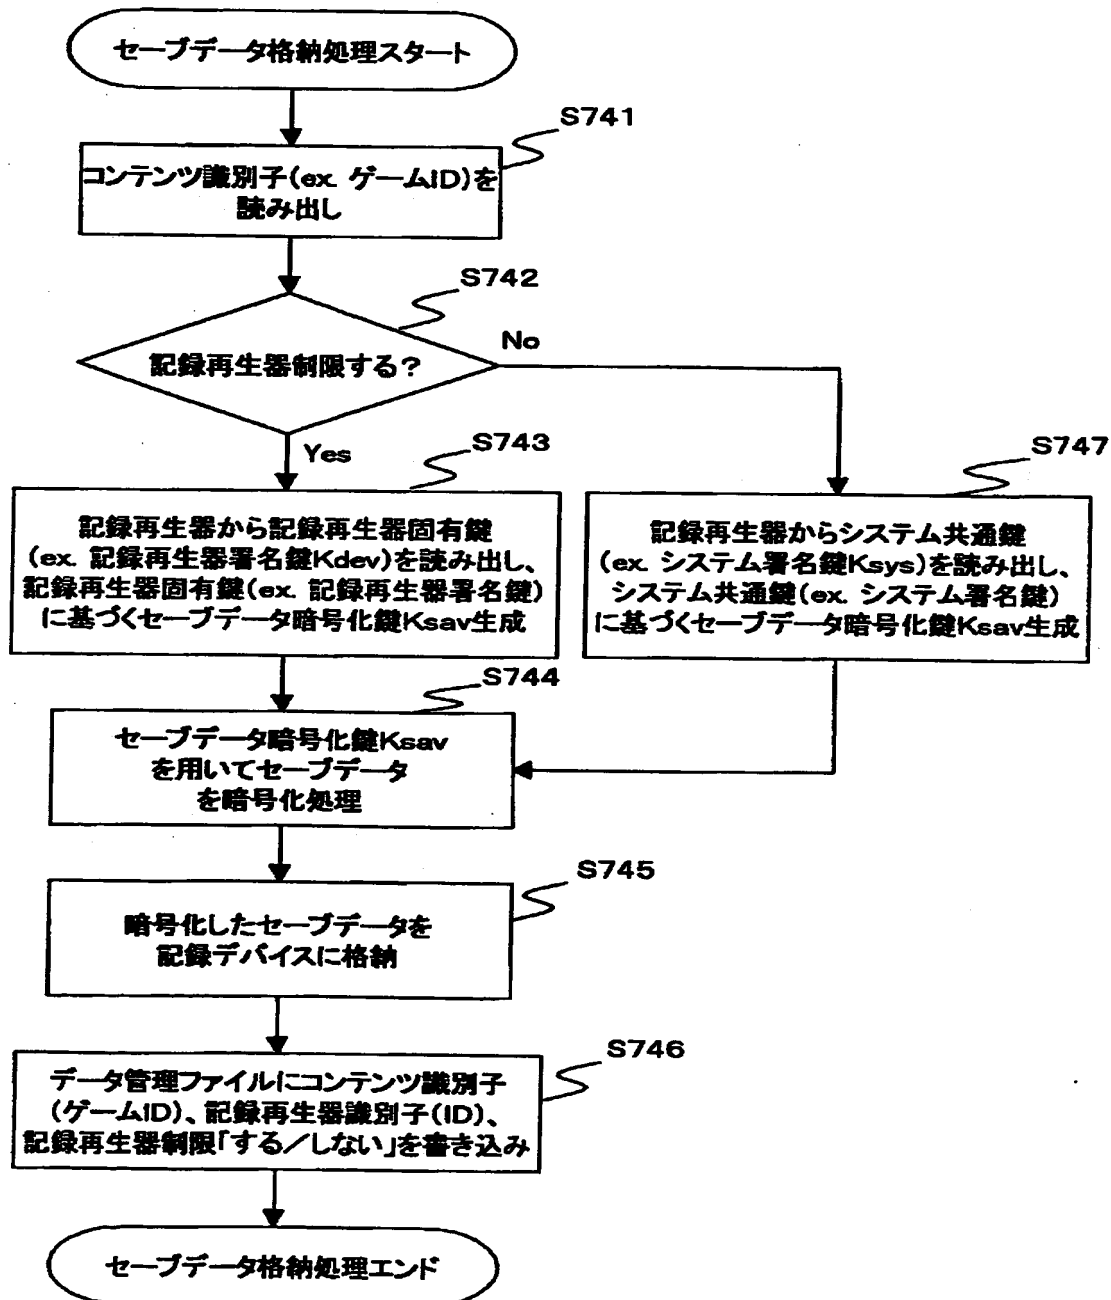 セーブデータ格納処理スタート
S741
コンテンツ識別子(ex. ゲームID)を
読み出し
S742
記録再生器制限する?
No
Yes
S743
記録再生器から記録再生器固有鍵
(ex. 記録再生器署名鍵Kdev)を読み出し、
記録再生器固有鍵(ex. 記録再生器署名鍵)
に基づくセーブデータ暗号化鍵Ksav生成
S747
記録再生器からシステム共通鍵
(ex. システム署名鍵Ksys)を読み出し、
システム共通鍵(ex. システム署名鍵)
に基づくセーブデータ暗号化鍵Ksav生成
S744
セーブデータ暗号化鍵Ksav
を用いてセーブデータ
を暗号化処理
S745
暗号化したセーブデータを
記録デバイスに格納
S746
データ管理ファイルにコンテンツ識別子
(ゲームID)、記録再生器識別子(ID)、
記録再生器制限「する/しない」を書き込み
セーブデータ格納処理エンド